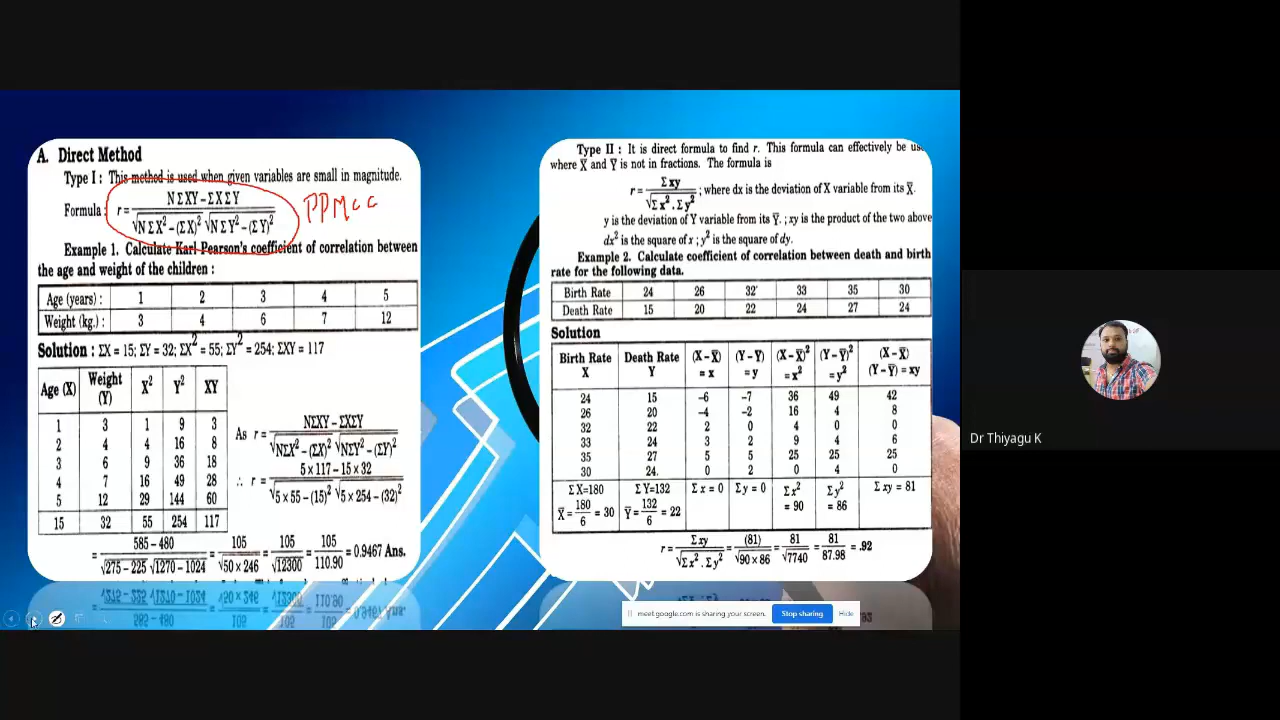 A. Direct Method
Type I : This method is used when given variables are small in magnitude.
Formula : r = NΣXY–ΣXΣY / √NΣX²–(ΣX)² √NΣY²–(ΣY)²
PPMCC
Example 1. Calculate Karl Pearson's coefficient of correlation between
the age and weight of the children :
Age (years) : 1 2 3 4 5
Weight (kg.) : 3 4 6 7 12
Solution : ΣX = 15; ΣY = 32; ΣX² = 55; ΣY² = 254; ΣXY = 117
Age (X) Weight (Y) X² Y² XY
1 3 1 9 3
2 4 4 16 8
3 6 9 36 18
4 7 16 49 28
5 12 29 144 60
15 32 55 254 117
As r = NΣXY – ΣXΣY / √NΣX² – (ΣX)² √NΣY² – (ΣY)²
∴ r = 5 x 117 – 15 x 32 / √5 x 55 – (15)² √5 x 254 – (32)²
= 585 – 480 / √275 – 225 √1270 – 1024 = 105 / √50 x 246 = 105 / √12300 = 105 / 110.90 = 0.9467 Ans.
Type II : It is direct formula to find r. This formula can effectively be
where X̄ and Ȳ is not in fractions. The formula is
r = Σxy / √Σx² . Σy² ; where dx is the deviation of X variable from its X̄.
y is the deviation of Y variable from its Ȳ. ; xy is the product of the two above
dx² is the square of x ; y² is the square of dy.
Example 2. Calculate coefficient of correlation between death and birth
rate for the following data.
Birth Rate 24 26 32 33 35 30
Death Rate 15 20 22 24 27 24
Solution
Birth Rate X Death Rate Y (X – X̄) = x (Y – Ȳ) = y (X – X̄)² = x² (Y – Ȳ)² = y² (X – X̄) (Y – Ȳ) = xy
24 15 –6 –7 36 49 42
26 20 –4 –2 16 4 8
32 22 2 0 4 0 0
33 24 3 2 9 4 6
35 27 5 5 25 25 25
30 24. 0 2 0 4 0
ΣX=180 ΣY=132 Σx = 0 Σy = 0 Σx² = 90 Σy² = 86 Σxy = 81
X̄ = 180/6 = 30 Ȳ = 132/6 = 22
r = Σxy / √Σx² . Σy² = (81) / √90 x 86 = 81 / √7740 = 81 / 87.98 = .92
meet.google.com is sharing your screen.
Stop sharing
Hide
Dr Thiyagu K